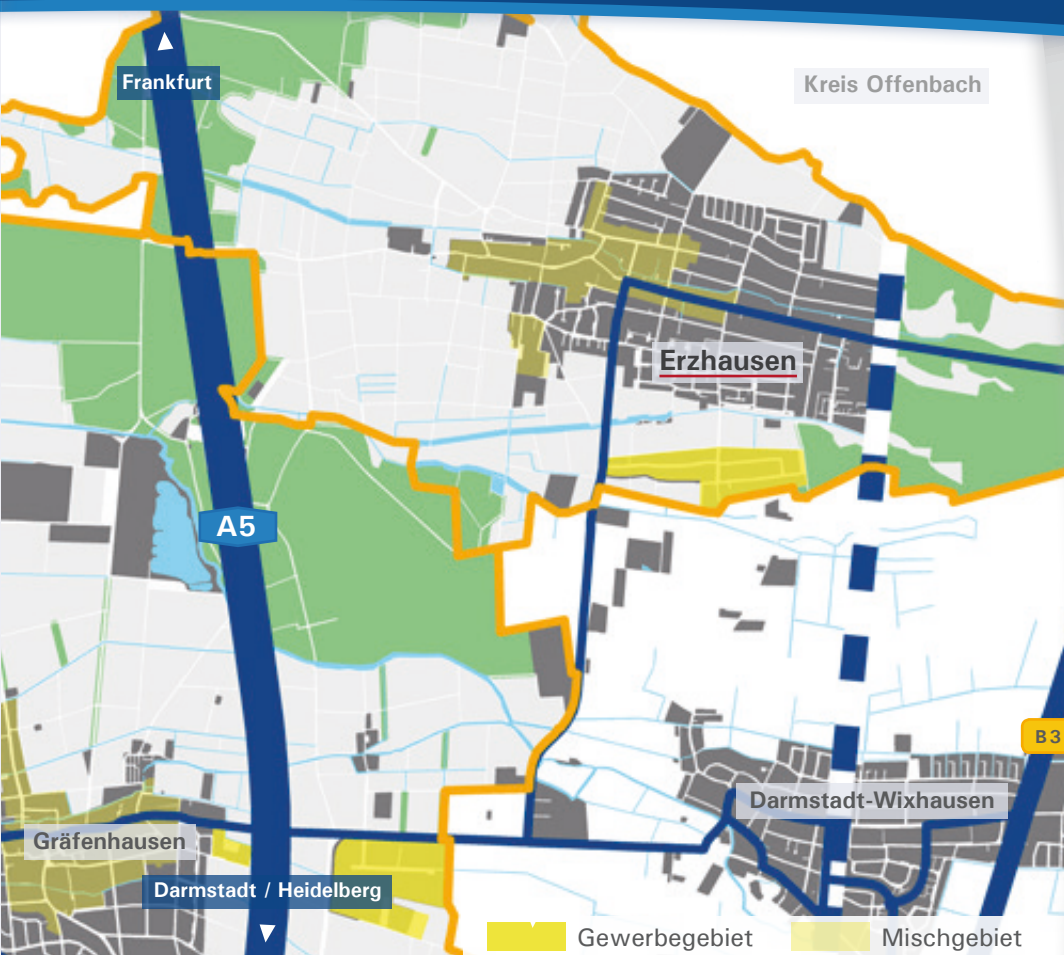 Frankfurt
Kreis Offenbach
Erzhausen
A5
B3
Darmstadt-Wixhausen
Gräfenhausen
Darmstadt / Heidelberg
Gewerbegebiet
Mischgebiet